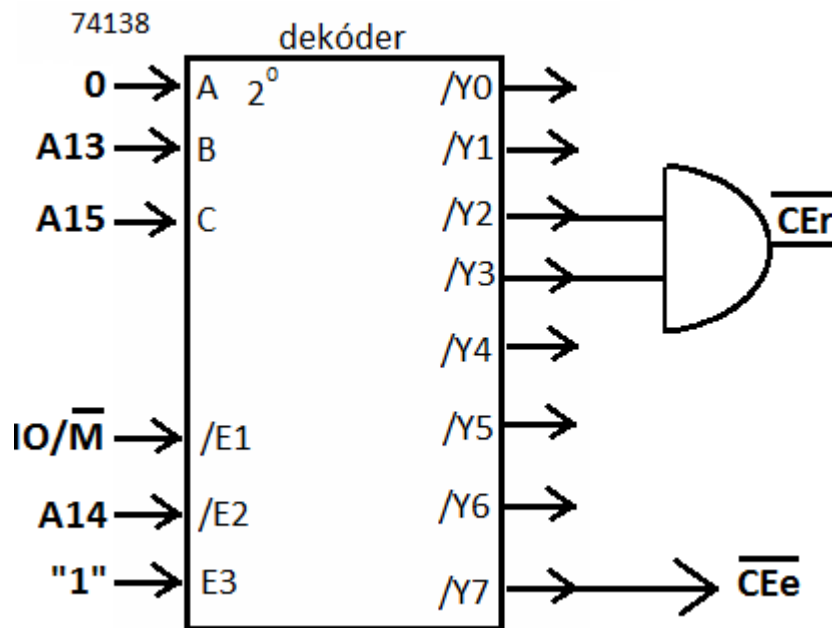 74138
dekóder
0 A 2⁰ /Y0
A13 B /Y1
A15 C /Y2 CEr
/Y3
/Y4
IO/M /E1 /Y5
A14 /E2 /Y6
"1" E3 /Y7 CEe